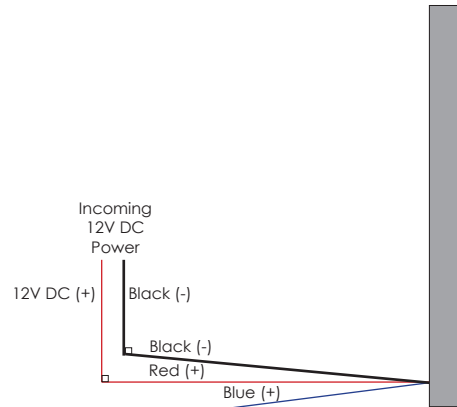 Incoming
12V DC
Power
12V DC (+)
Black (-)
Black (-)
Red (+)
Blue (+)